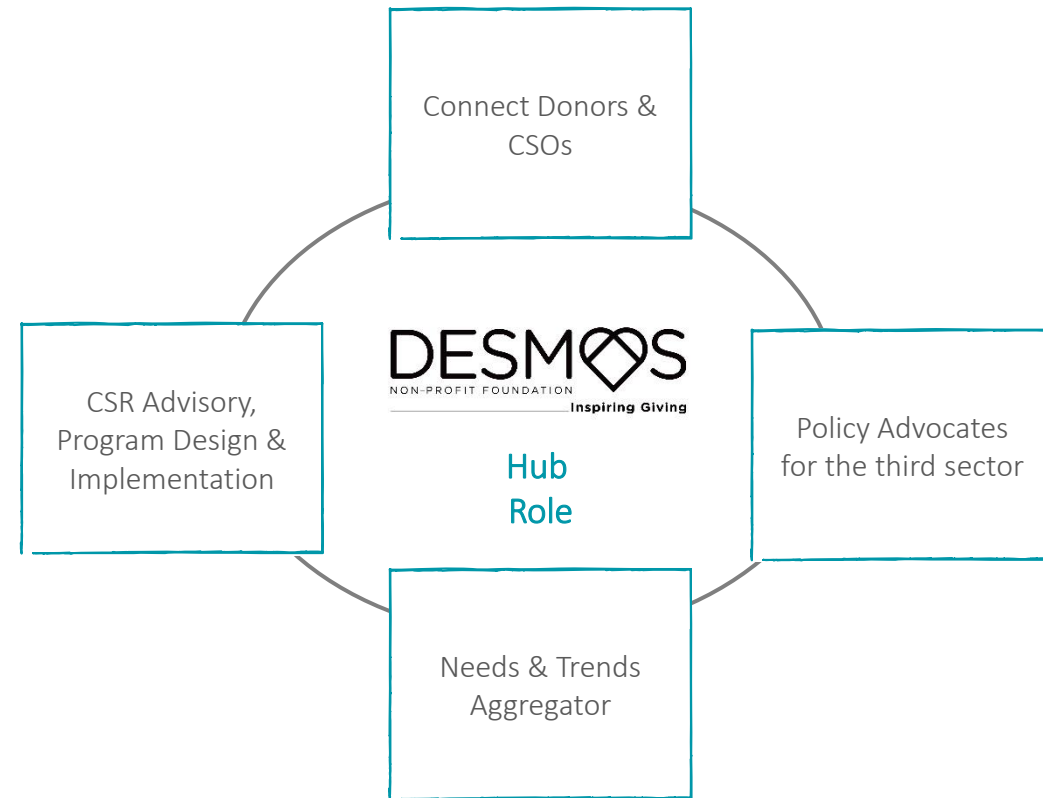 Connect Donors &
CSOs
DESMOS
NON-PROFIT FOUNDATION
Inspiring Giving
Hub
Role
CSR Advisory,
Program Design &
Implementation
Policy Advocates
for the third sector
Needs & Trends
Aggregator